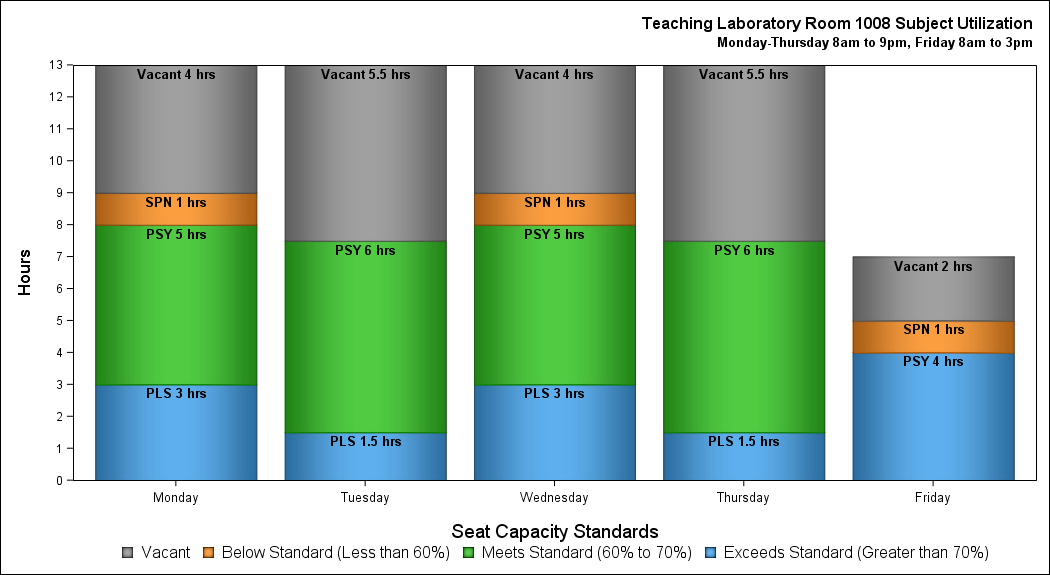 Teaching Laboratory Room 1008 Subject Utilization
Monday-Thursday 8am to 9pm, Friday 8am to 3pm
Hours
13
12
11
10
9
8
7
6
5
4
3
2
1
0
Vacant 4 hrs
SPN 1 hrs
PSY 5 hrs
PLS 3 hrs
Vacant 5.5 hrs
PSY 6 hrs
PLS 1.5 hrs
Vacant 4 hrs
SPN 1 hrs
PSY 5 hrs
PLS 3 hrs
Vacant 5.5 hrs
PSY 6 hrs
PLS 1.5 hrs
Vacant 2 hrs
SPN 1 hrs
PSY 4 hrs
Monday Tuesday Wednesday Thursday Friday
Seat Capacity Standards
Vacant Below Standard (Less than 60%) Meets Standard (60% to 70%) Exceeds Standard (Greater than 70%)